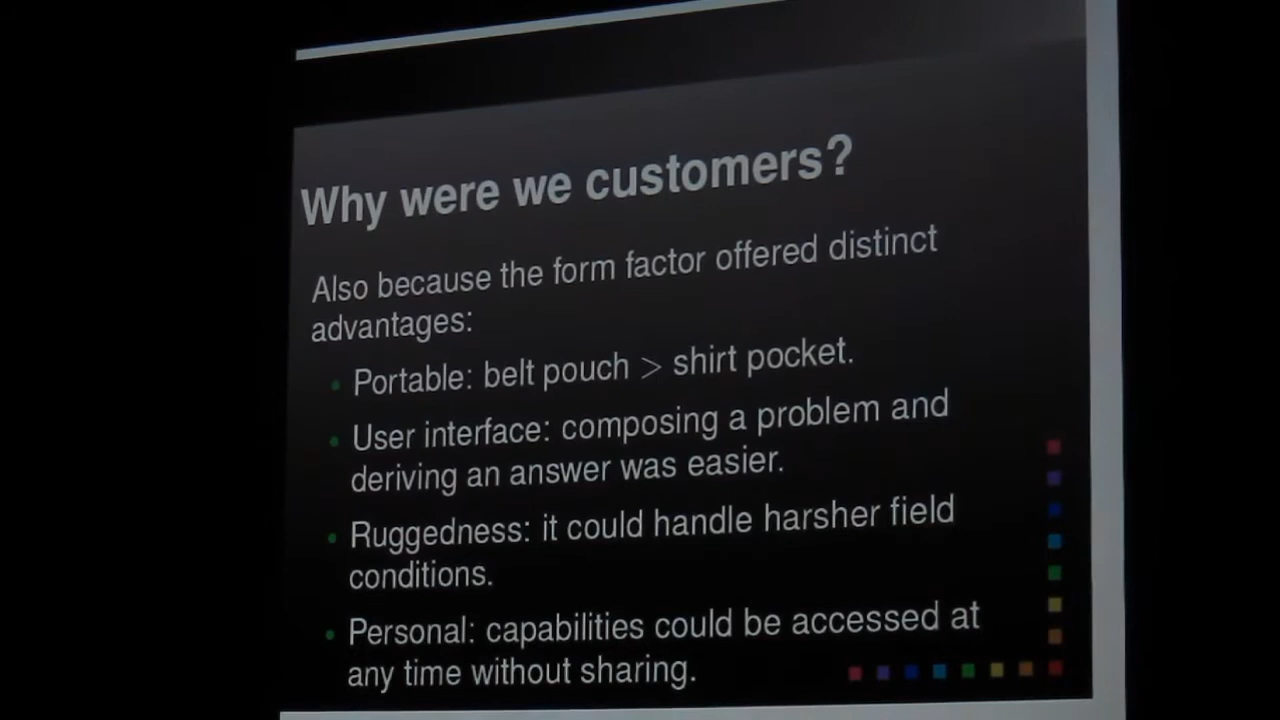 Why were we customers?
Also because the form factor offered distinct
advantages:
• Portable: belt pouch > shirt pocket.
• User interface: composing a problem and
deriving an answer was easier.
• Ruggedness: it could handle harsher field
conditions.
• Personal: capabilities could be accessed at
any time without sharing.